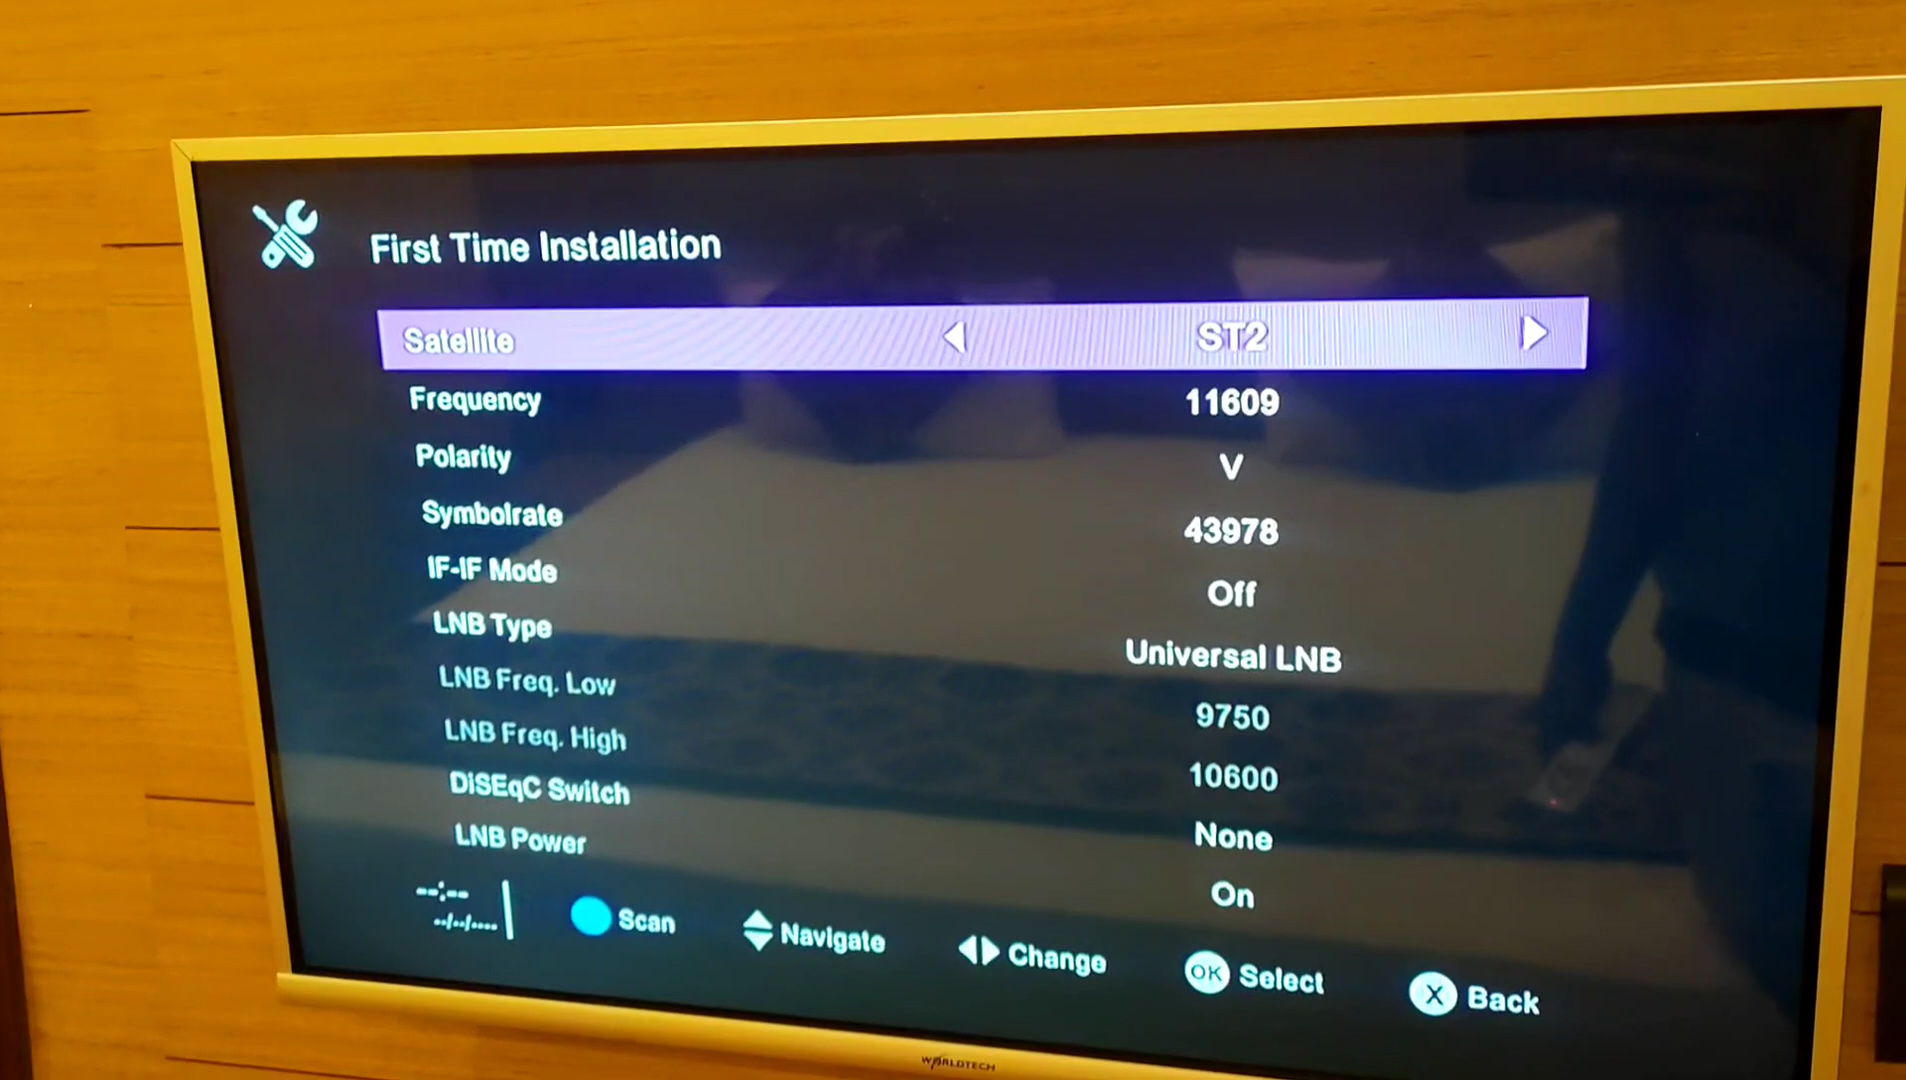 First Time Installation
Satellite ST2
Frequency 11609
Polarity V
Symbolrate 43978
IF-IF Mode Off
LNB Type Universal LNB
LNB Freq. Low 9750
LNB Freq. High 10600
DiSEqC Switch None
LNB Power On
--:--
--/--/----
Scan Navigate Change OK Select X Back
WORLDTECH